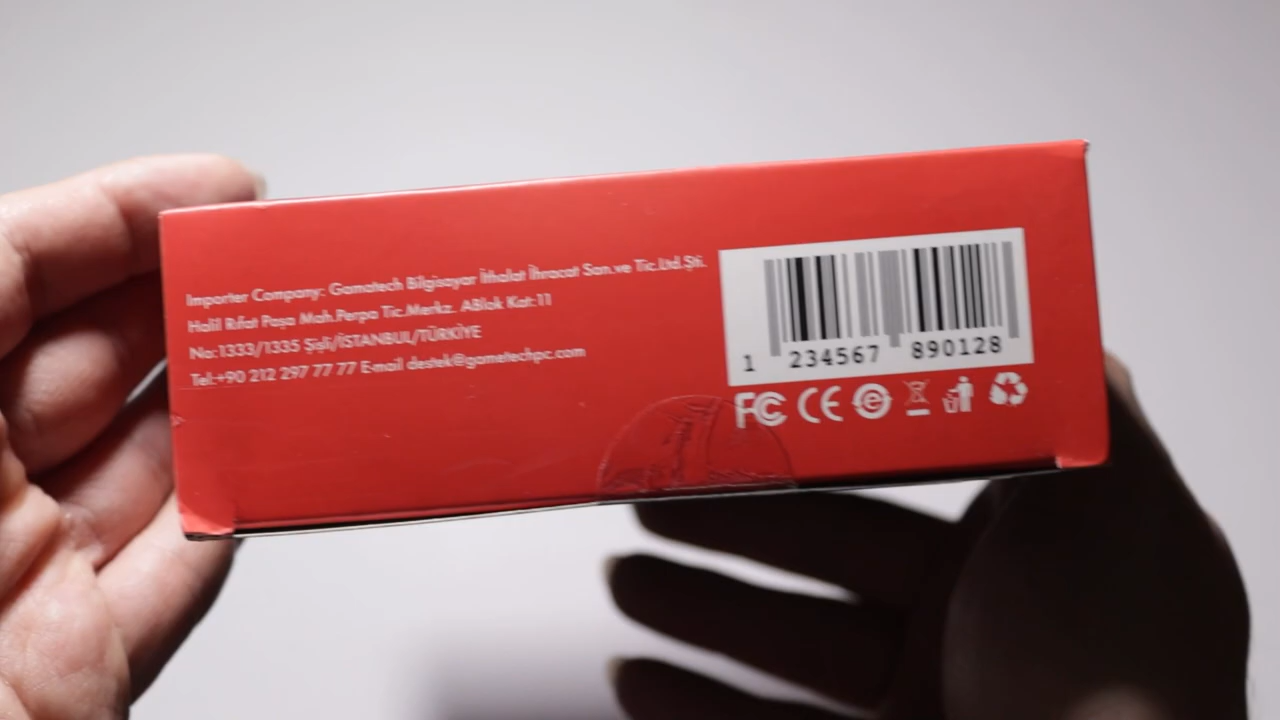 Importer Company: Gamatech Bilgisayar İthalat İhracat San.ve Tic.Ltd.Şti.
Halil Rıfat Paşa Mah.Perpa Tic.Merkz. ABlok Kat:11
No:1333/1335 Şişli/İSTANBUL/TÜRKİYE
Tel:+90 212 297 77 77 E-mail destek@gametechpc.com
1 234567 890128
FC CE e